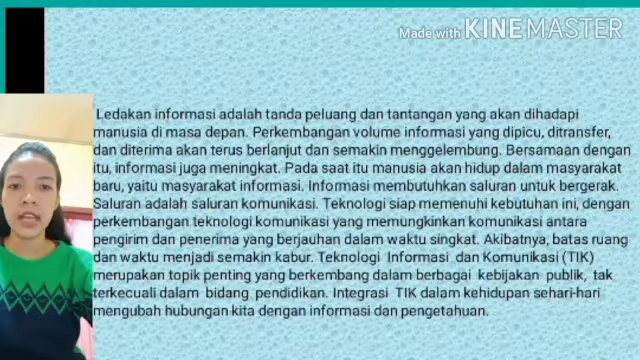 Made with KINEMASTER
Ledakan informasi adalah tanda peluang dan tantangan yang akan dihadapi
manusia di masa depan. Perkembangan volume informasi yang dipicu, ditransfer,
dan diterima akan terus berlanjut dan semakin menggelembung. Bersamaan dengan
itu, informasi juga meningkat. Pada saat itu manusia akan hidup dalam masyarakat
baru, yaitu masyarakat informasi. Informasi membutuhkan saluran untuk bergerak.
Saluran adalah saluran komunikasi. Teknologi siap memenuhi kebutuhan ini, dengan
perkembangan teknologi komunikasi yang memungkinkan komunikasi antara
pengirim dan penerima yang berjauhan dalam waktu singkat. Akibatnya, batas ruang
dan waktu menjadi semakin kabur. Teknologi Informasi dan Komunikasi (TIK)
merupakan topik penting yang berkembang dalam berbagai kebijakan publik, tak
terkecuali dalam bidang pendidikan. Integrasi TIK dalam kehidupan sehari-hari
mengubah hubungan kita dengan informasi dan pengetahuan.